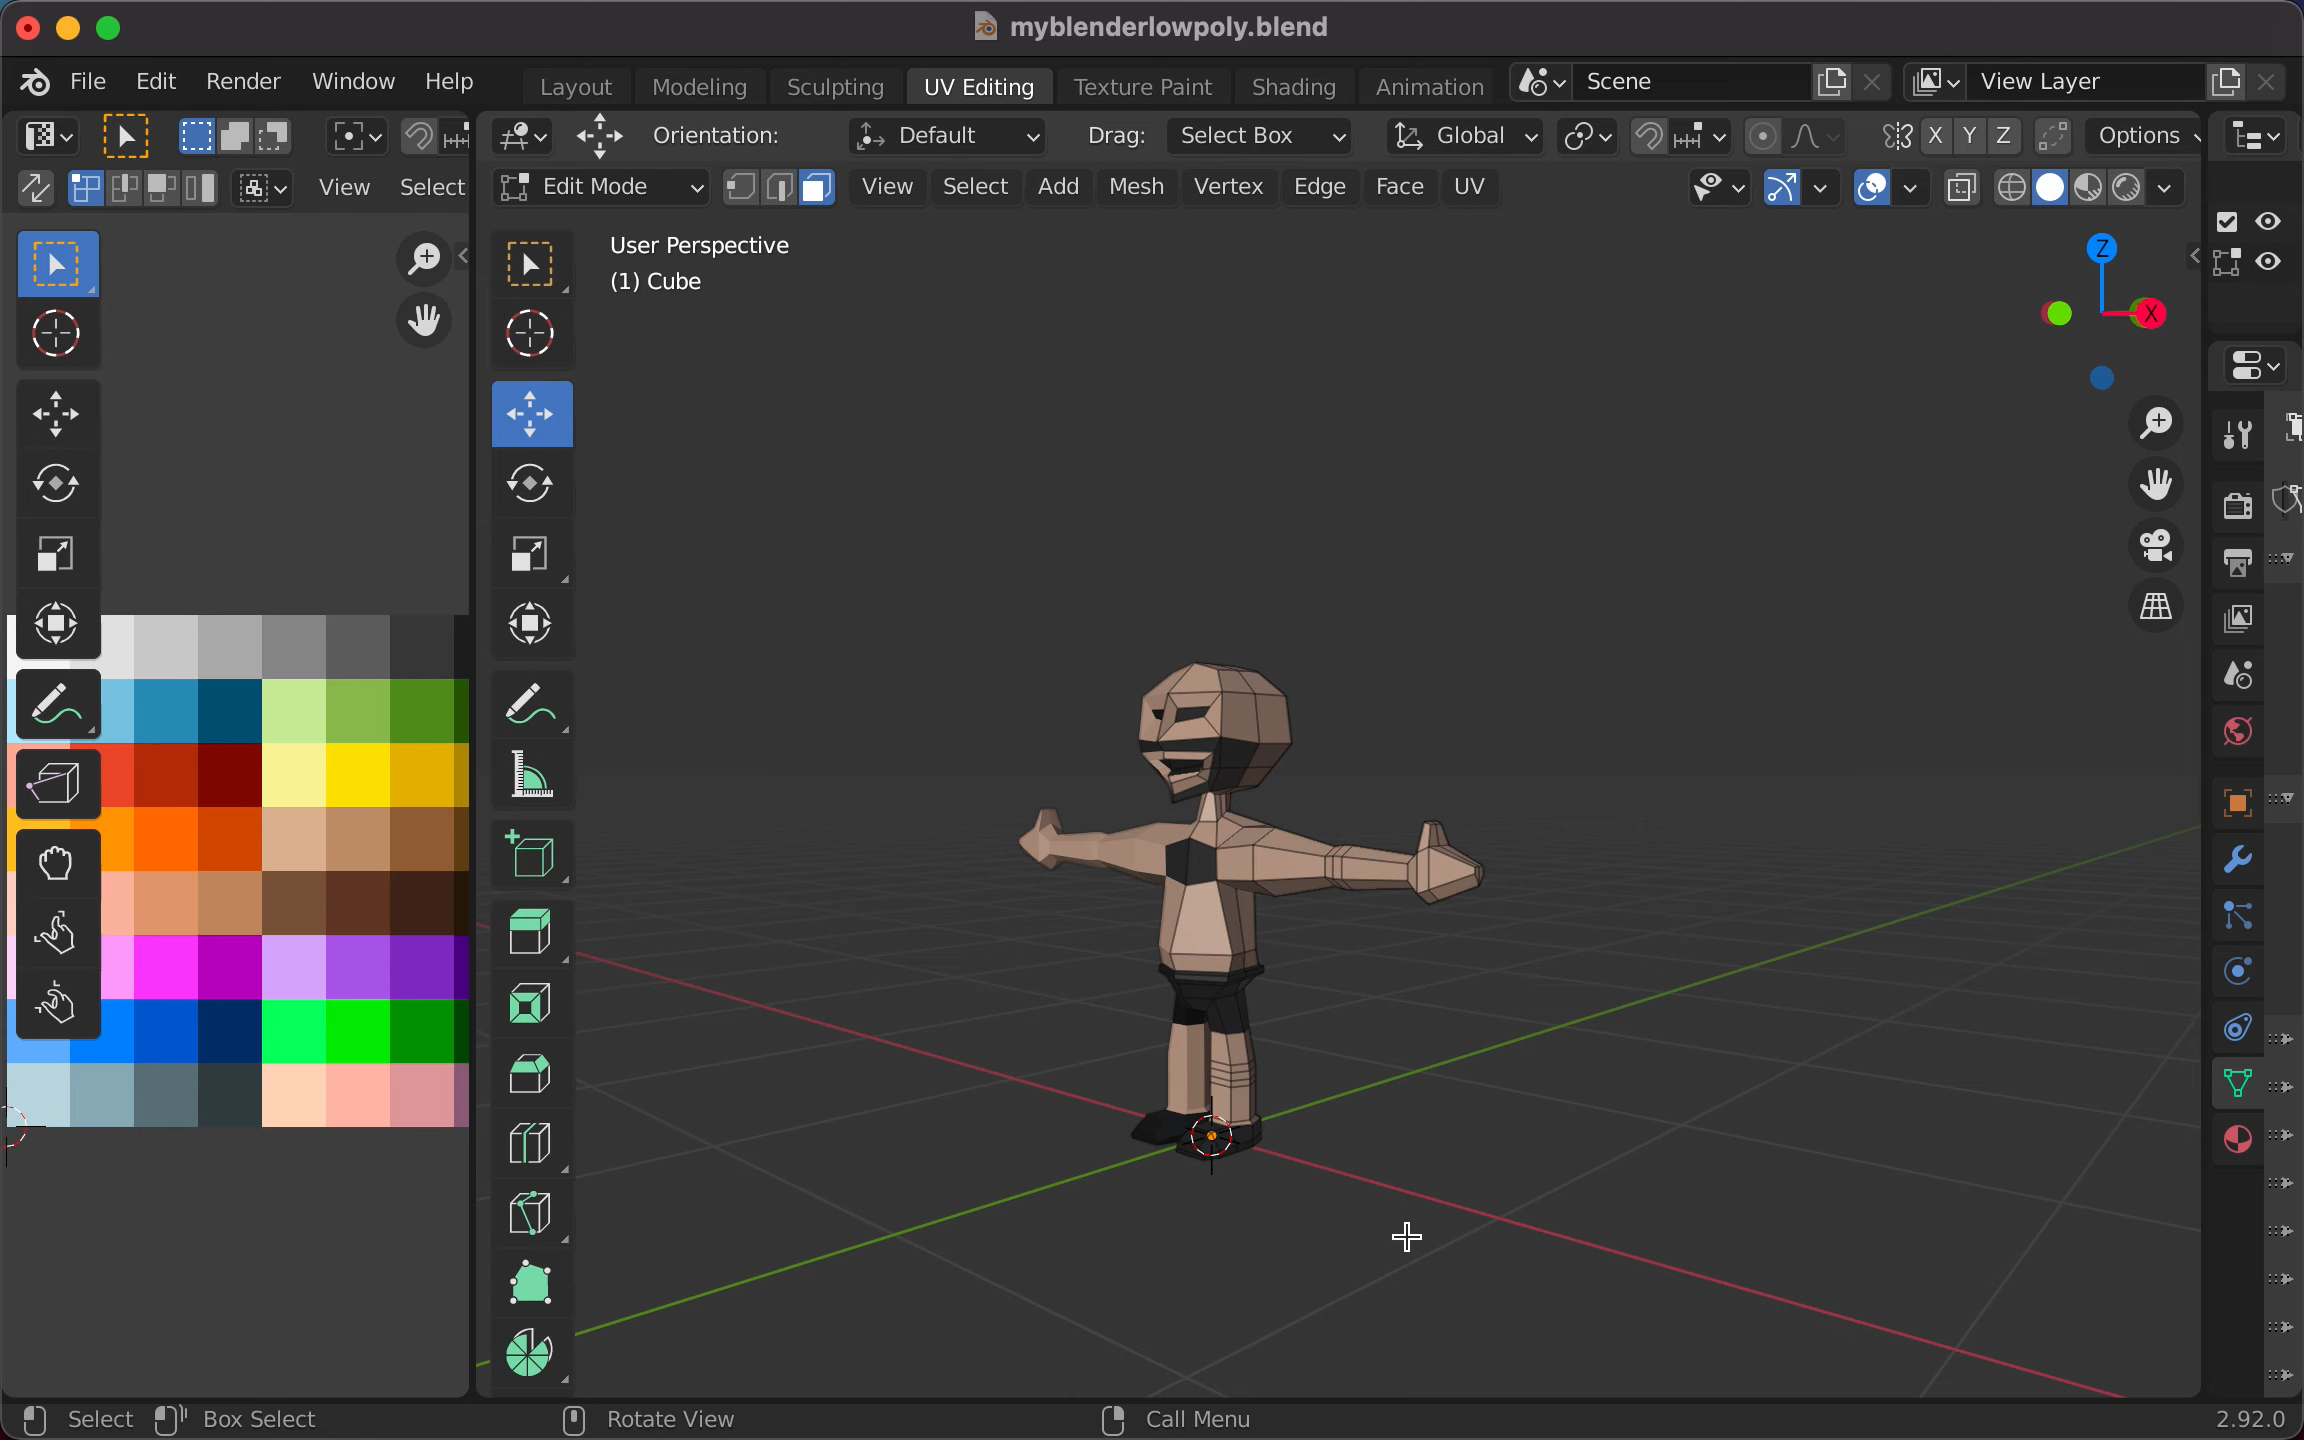 myblenderlowpoly.blend
File Edit Render Window Help Layout Modeling Sculpting UV Editing Texture Paint Shading Animation Scene View Layer
Orientation: Default Drag: Select Box Global X Y Z Options
View Select Edit Mode View Select Add Mesh Vertex Edge Face UV
User Perspective
(1) Cube
Z
X
Select Box Select Rotate View Call Menu 2.92.0